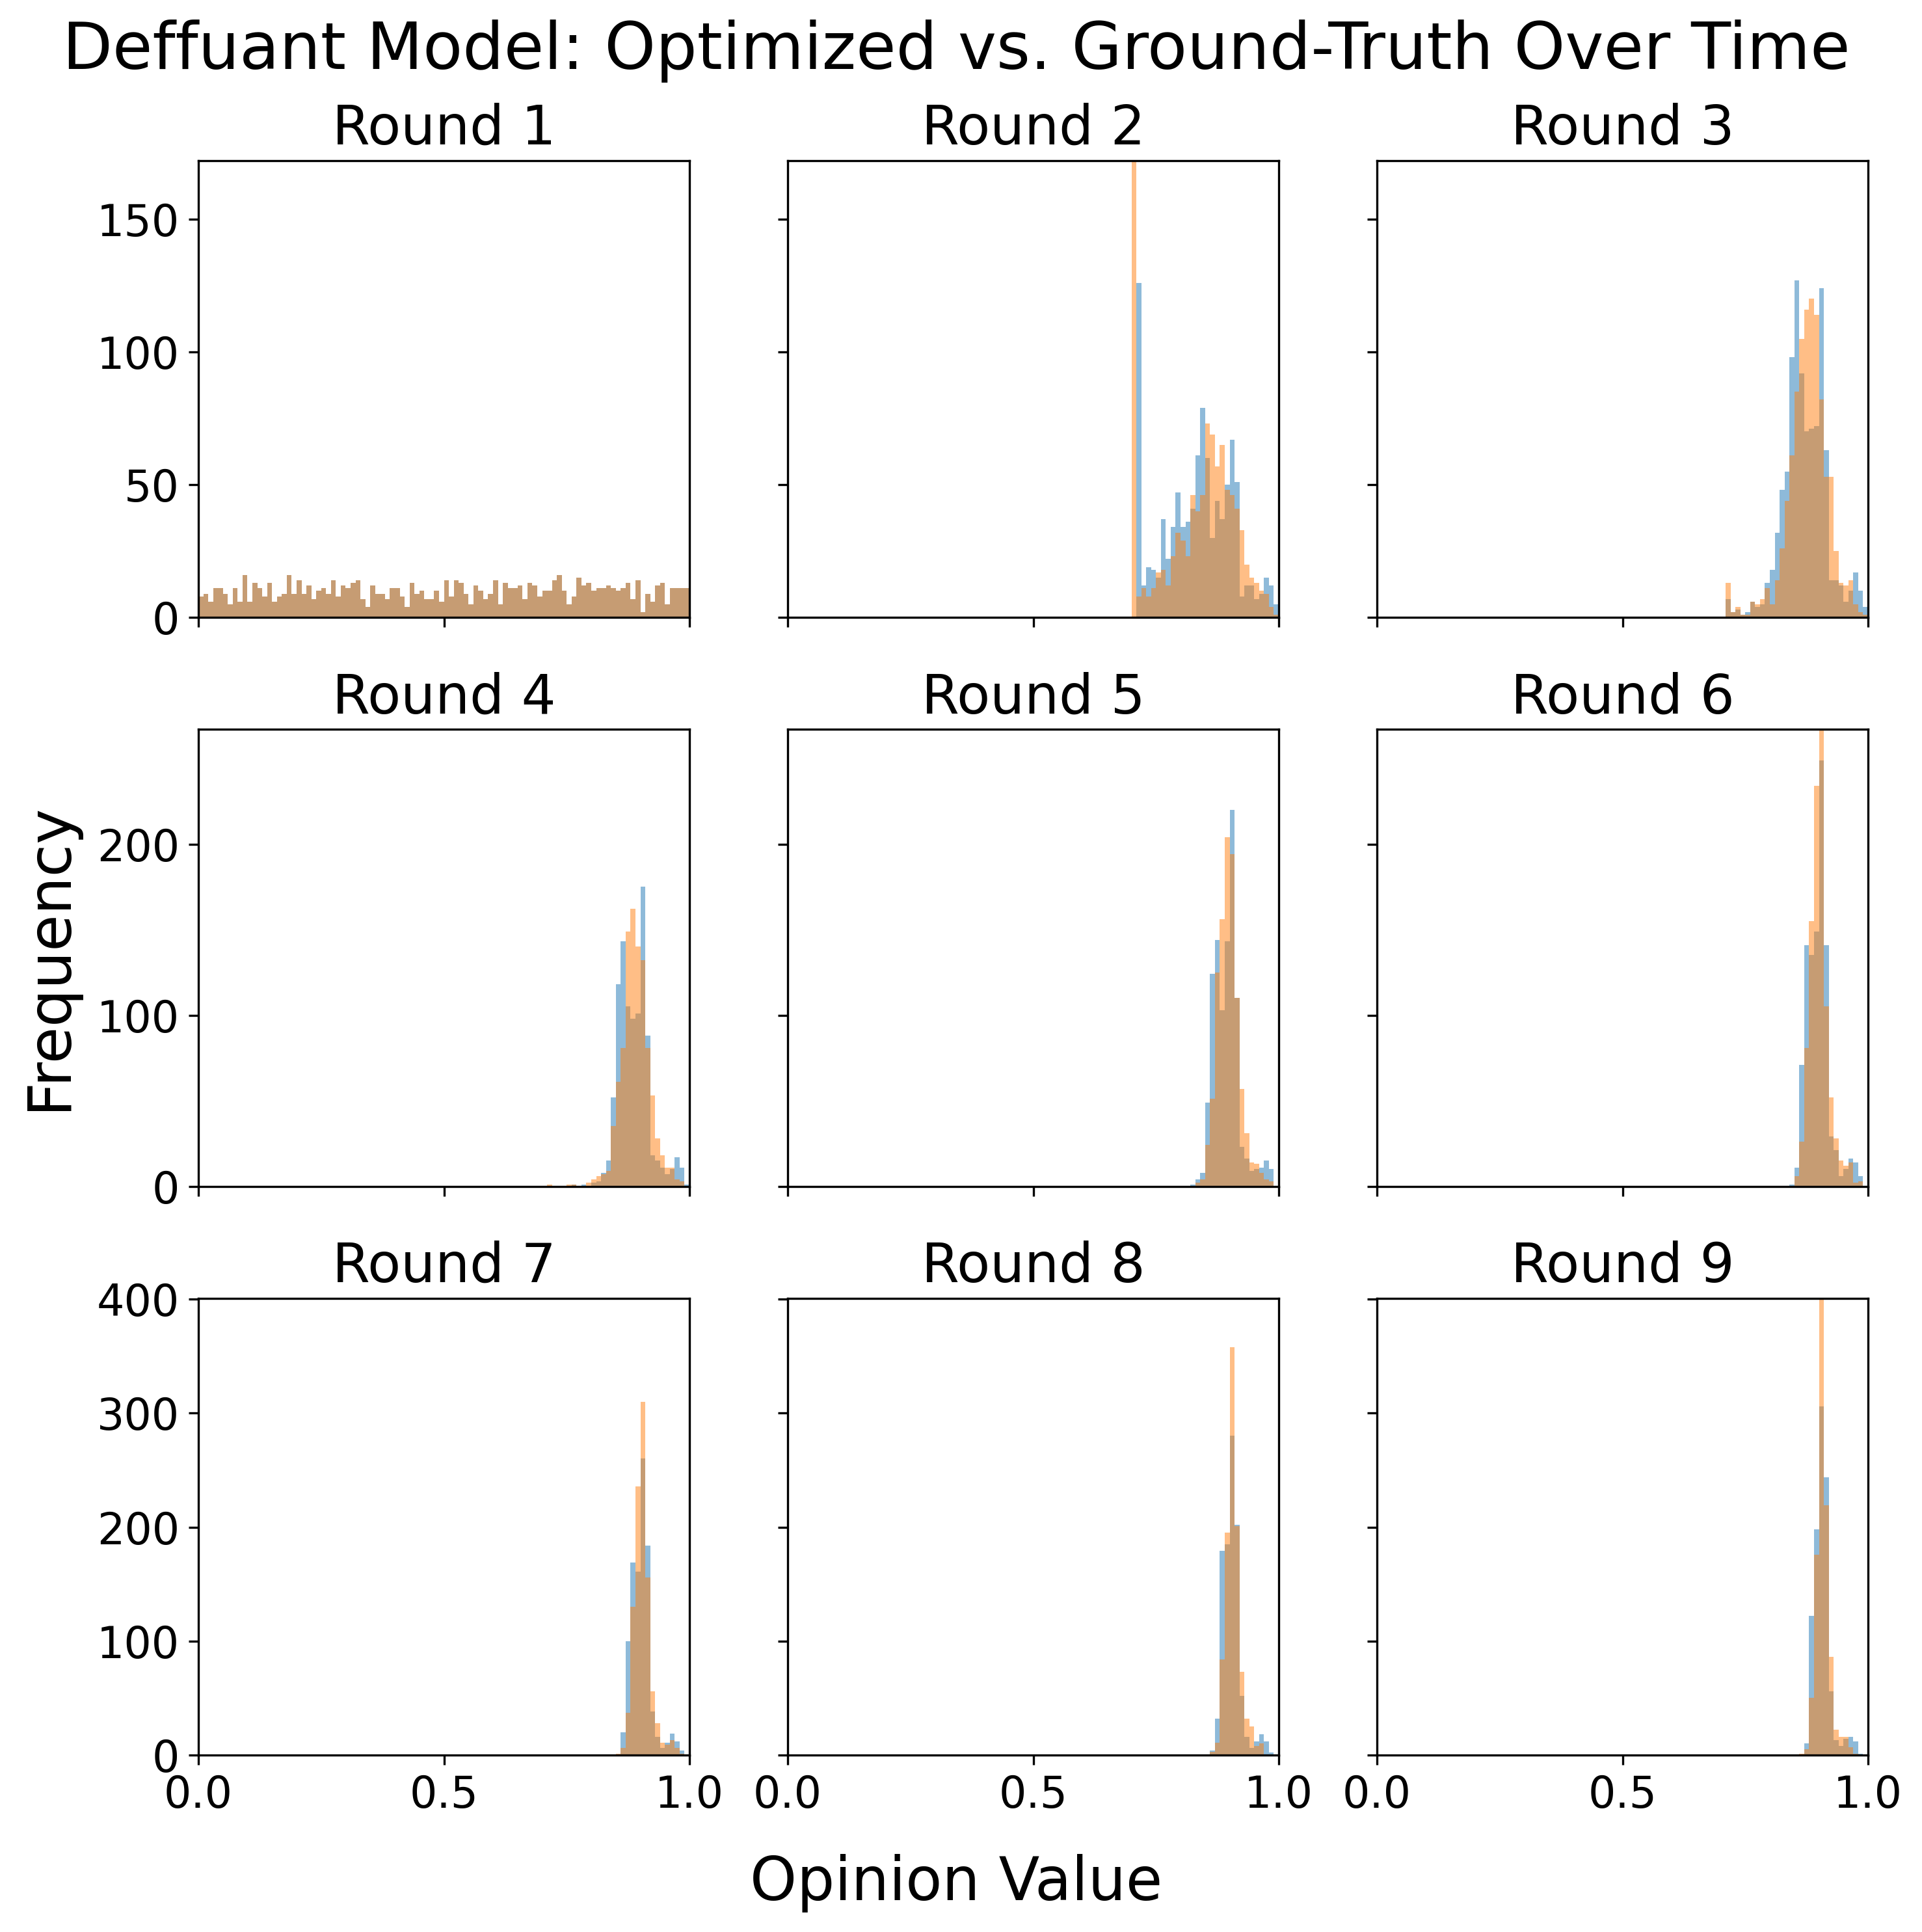 Deffuant Model: Optimized vs. Ground-Truth Over Time
Round 1
Round 2
Round 3
150
100
50
0
Round 4
Round 5
Round 6
Frequency
200
100
0
Round 7
Round 8
Round 9
400
300
200
100
0
0.0 0.5 1.0 0.0 0.5 1.0 0.0 0.5 1.0
Opinion Value